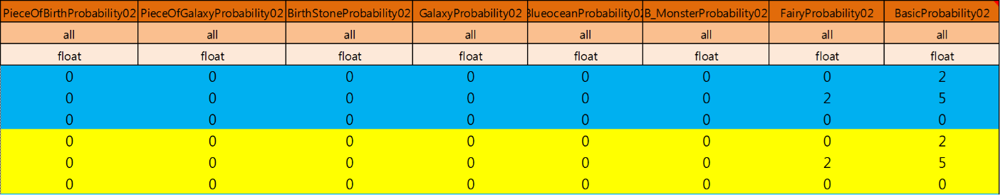 PieceOfBirthProbability02 PieceOfGalaxyProbability02 BirthStoneProbability02 GalaxyProbability02 BlueoceanProbability02 B_MonsterProbability02 FairyProbability02 BasicProbability02
all all all all all all all all
float float float float float float float float
0 0 0 0 0 0 0 2
0 0 0 0 0 0 2 5
0 0 0 0 0 0 0 0
0 0 0 0 0 0 0 2
0 0 0 0 0 0 2 5
0 0 0 0 0 0 0 0